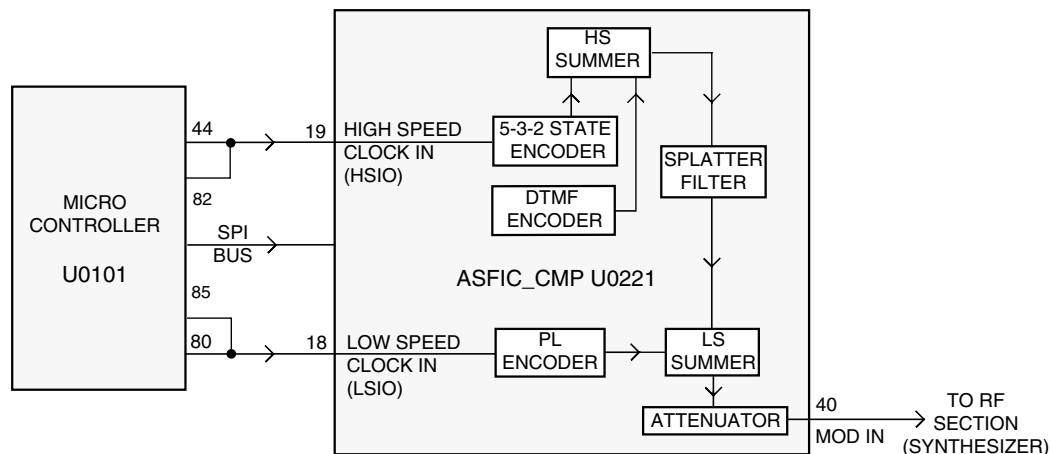 HS
SUMMER
44
19
HIGH SPEED
CLOCK IN
(HSIO)
5-3-2 STATE
ENCODER
SPLATTER
FILTER
MICRO
CONTROLLER
U0101
82
DTMF
ENCODER
SPI
BUS
ASFIC_CMP U0221
85
80
18
LOW SPEED
CLOCK IN
(LSIO)
PL
ENCODER
LS
SUMMER
ATTENUATOR
40
MOD IN
TO RF
SECTION
(SYNTHESIZER)